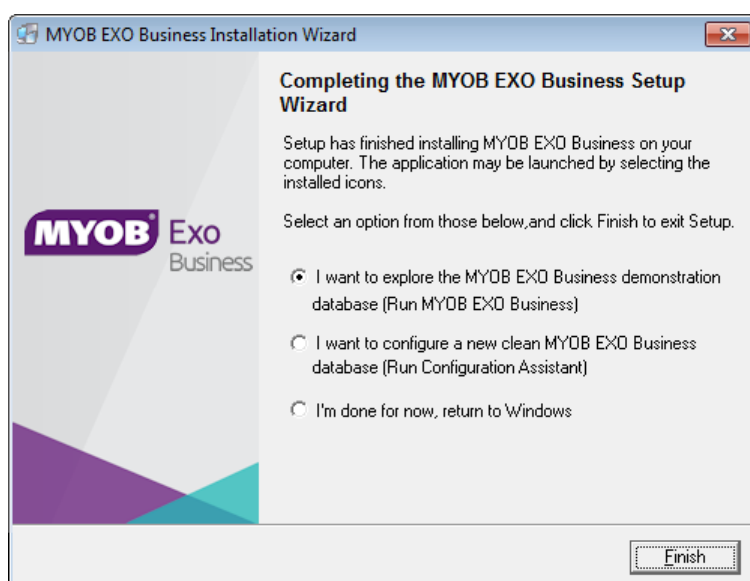 MYOB EXO Business Installation Wizard
Completing the MYOB EXO Business Setup
Wizard
Setup has finished installing MYOB EXO Business on your
computer. The application may be launched by selecting the
installed icons.
Select an option from those below,and click Finish to exit Setup.
MYOB Exo
Business
I want to explore the MYOB EXO Business demonstration
database (Run MYOB EXO Business)
I want to configure a new clean MYOB EXO Business
database (Run Configuration Assistant)
I'm done for now, return to Windows
Finish